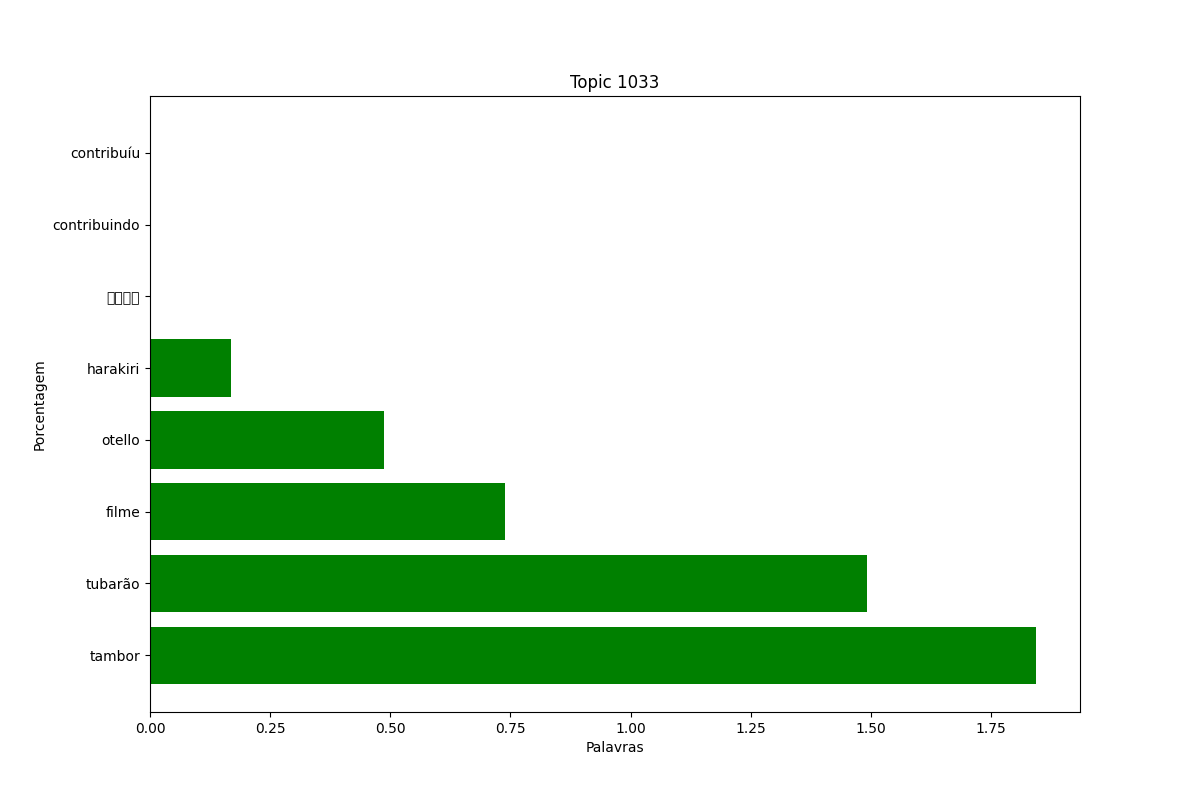 Topic 1033
contribuíu
contribuindo
harakiri
otello
filme
tubarão
tambor
Porcentagem
0.00 0.25 0.50 0.75 1.00 1.25 1.50 1.75
Palavras